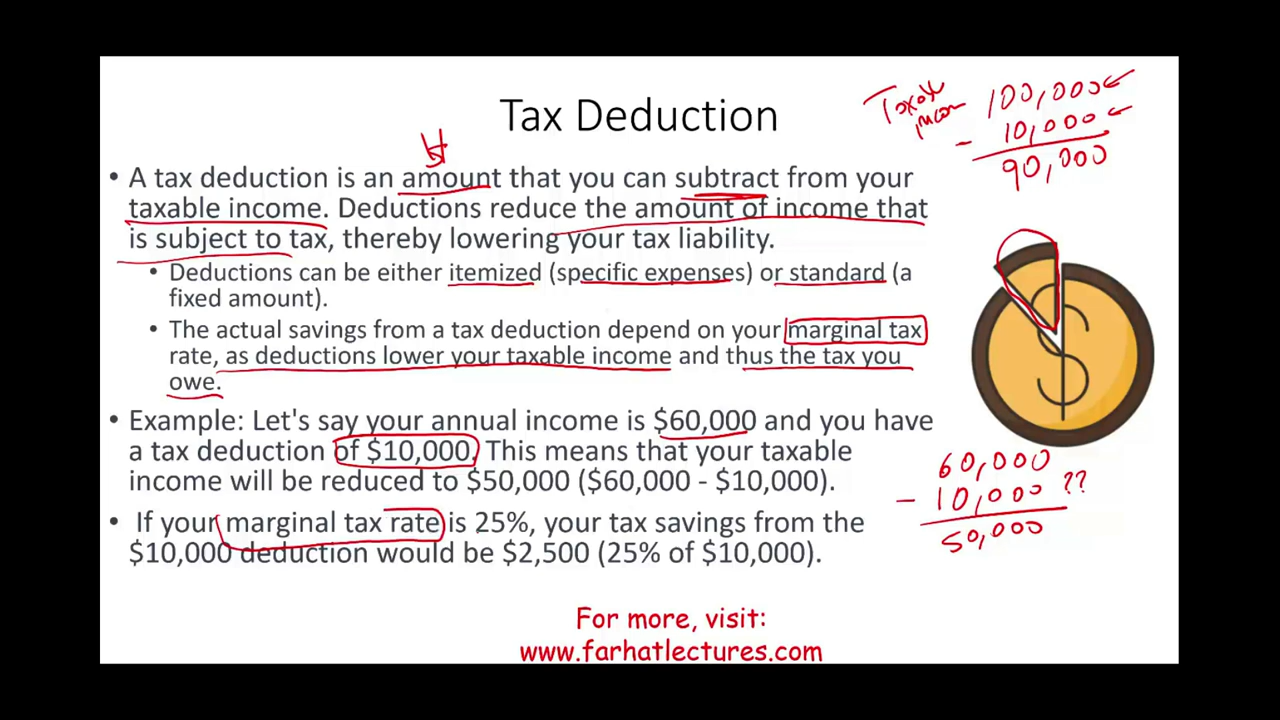 Tax Deduction
100,000
- 10,000
90,000
• A tax deduction is an amount that you can subtract from your
taxable income. Deductions reduce the amount of income that
is subject to tax, thereby lowering your tax liability.
• Deductions can be either itemized (specific expenses) or standard (a
fixed amount).
• The actual savings from a tax deduction depend on your marginal tax
rate, as deductions lower your taxable income and thus the tax you
owe.
• Example: Let's say your annual income is $60,000 and you have
a tax deduction of $10,000. This means that your taxable
income will be reduced to $50,000 ($60,000 - $10,000).
60,000
- 10,000 ??
50,000
• If your marginal tax rate is 25%, your tax savings from the
$10,000 deduction would be $2,500 (25% of $10,000).
$
For more, visit:
www.farhatlectures.com